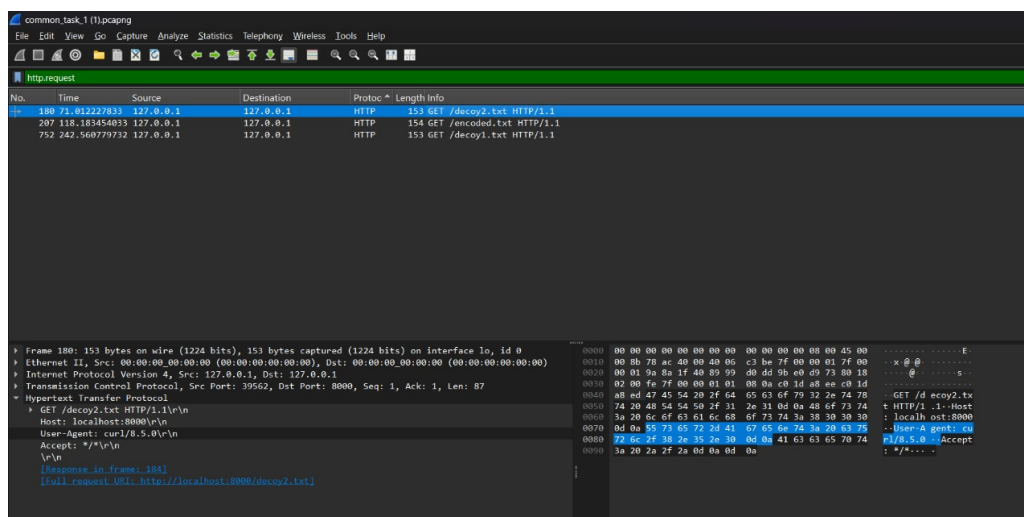 common_task_1 (1).pcapng
File Edit View Go Capture Analyze Statistics Telephony Wireless Tools Help
http.request
No. Time Source Destination Protoc Length Info
180 71.012227833 127.0.0.1 127.0.0.1 HTTP 153 GET /decoy2.txt HTTP/1.1
207 118.183454033 127.0.0.1 127.0.0.1 HTTP 154 GET /encoded.txt HTTP/1.1
752 242.560779732 127.0.0.1 127.0.0.1 HTTP 153 GET /decoy1.txt HTTP/1.1
Frame 180: 153 bytes on wire (1224 bits), 153 bytes captured (1224 bits) on interface lo, id 0
Ethernet II, Src: 00:00:00_00:00:00 (00:00:00:00:00:00), Dst: 00:00:00_00:00:00 (00:00:00:00:00:00)
Internet Protocol Version 4, Src: 127.0.0.1, Dst: 127.0.0.1
Transmission Control Protocol, Src Port: 39562, Dst Port: 8000, Seq: 1, Ack: 1, Len: 87
Hypertext Transfer Protocol
GET /decoy2.txt HTTP/1.1\r\n
Host: localhost:8000\r\n
User-Agent: curl/8.5.0\r\n
Accept: */*\r\n
\r\n
[Response in frame: 184]
[Full request URI: http://localhost:8000/decoy2.txt]
0000 00 00 00 00 00 00 00 00 00 00 00 00 08 00 45 00 ········ ······E·
0010 00 8b 78 ac 40 00 40 06 c3 be 7f 00 00 01 7f 00 ··x·@·@· ········
0020 00 01 9a 8a 1f 40 89 99 d0 dd 9b e0 d9 73 80 18 ·····@·· ·····s··
0030 02 00 fe 7f 00 00 01 01 08 0a c0 1d a8 ee c0 1d ········ ········
0040 a8 ed 47 45 54 20 2f 64 65 63 6f 79 32 2e 74 78 ··GET /d ecoy2.tx
0050 74 20 48 54 54 50 2f 31 2e 31 0d 0a 48 6f 73 74 t HTTP/1 .1··Host
0060 3a 20 6c 6f 63 61 6c 68 6f 73 74 3a 38 30 30 30 : localh ost:8000
0070 0d 0a 55 73 65 72 2d 41 67 65 6e 74 3a 20 63 75 ··User-A gent: cu
0080 72 6c 2f 38 2e 35 2e 30 0d 0a 41 63 63 65 70 74 rl/8.5.0 ··Accept
0090 3a 20 2a 2f 2a 0d 0a 0d 0a : */*··· ·